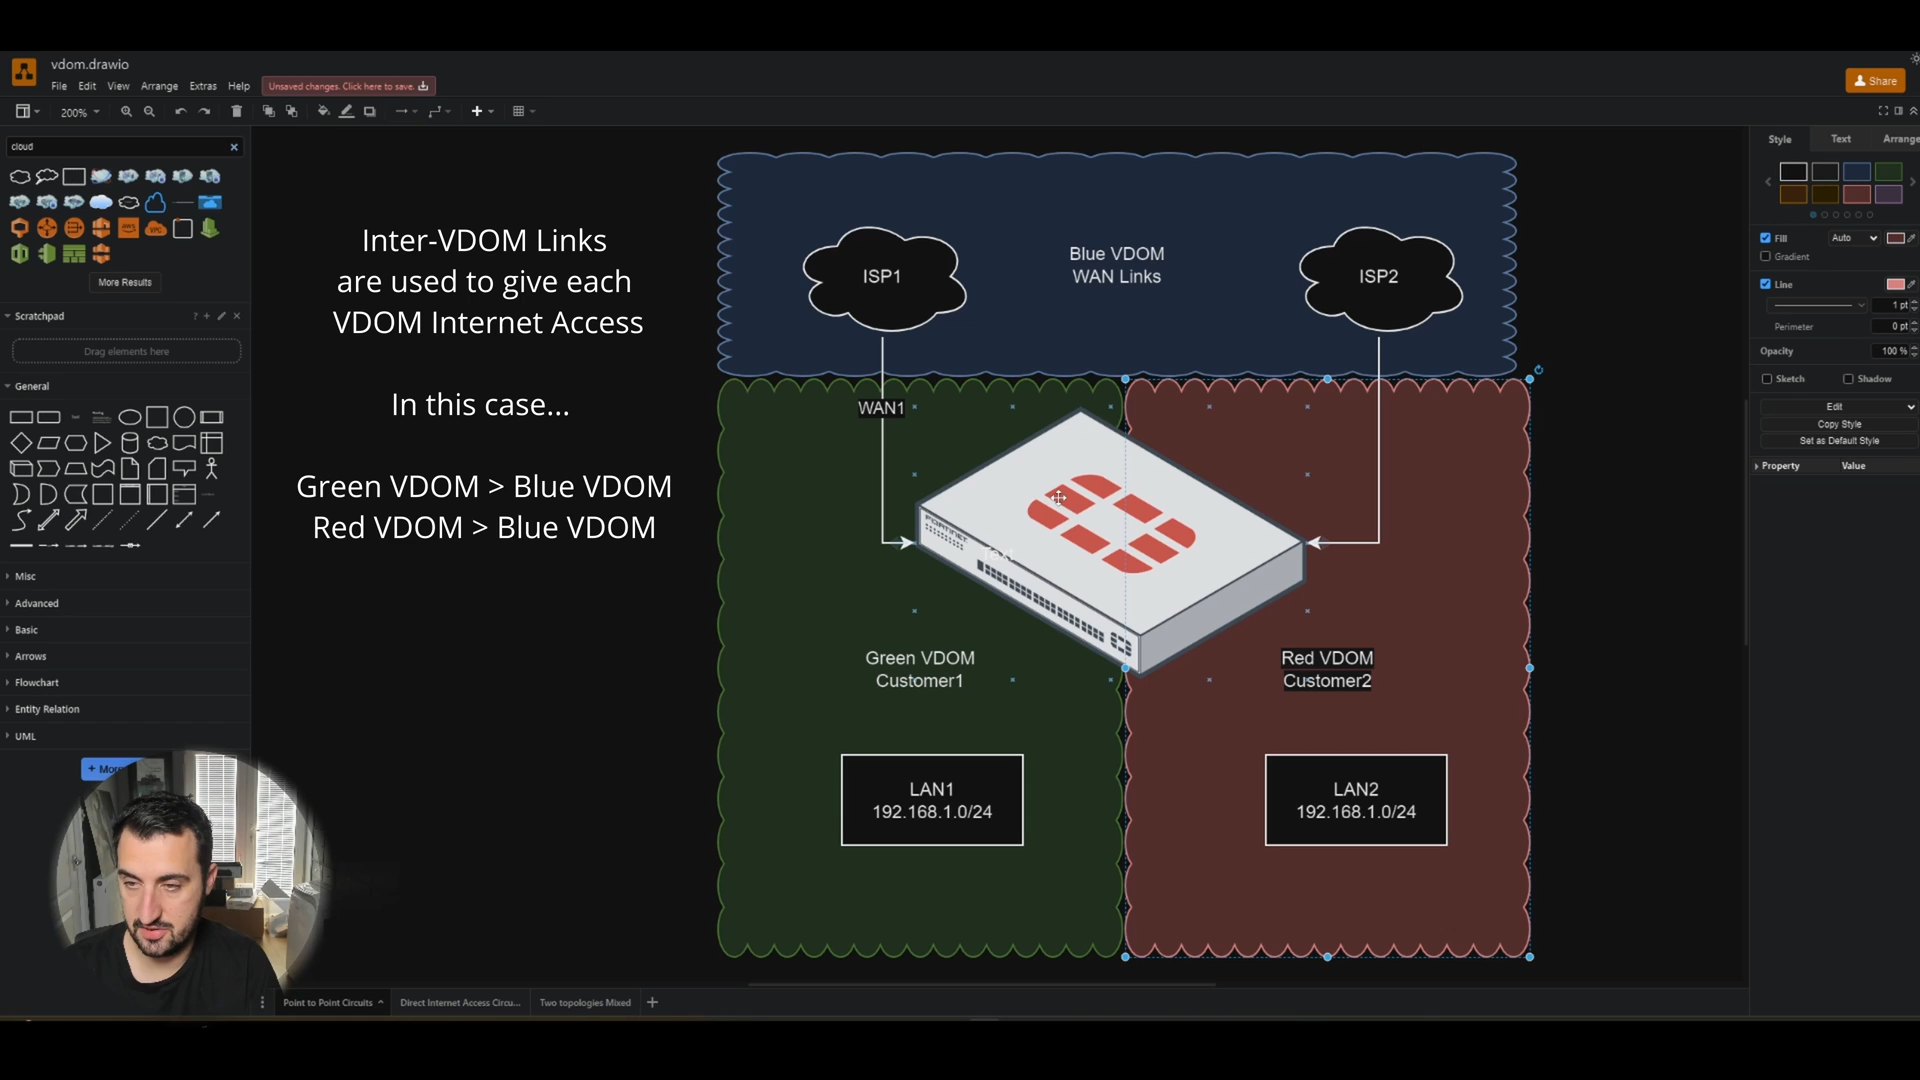 vdom.drawio
File Edit View Arrange Extras Help
Unsaved changes. Click here to save.
Share
200%
cloud
More Results
Scratchpad
?
Drag elements here
General
Misc
Advanced
Basic
Arrows
Flowchart
Entity Relation
UML
+ More
Inter-VDOM Links
are used to give each
VDOM Internet Access
In this case...
Green VDOM > Blue VDOM
Red VDOM > Blue VDOM
ISP1
Blue VDOM
WAN Links
ISP2
WAN1
FORTINET
Text
Green VDOM
Customer1
Red VDOM
Customer2
LAN1
192.168.1.0/24
LAN2
192.168.1.0/24
Style Text Arrange
Fill Auto
Gradient
Line
1 pt
Perimeter 0 pt
Opacity 100 %
Sketch Shadow
Edit
Copy Style
Set as Default Style
Property Value
Point to Point Circuits
Direct Internet Access Circu...
Two topologies Mixed